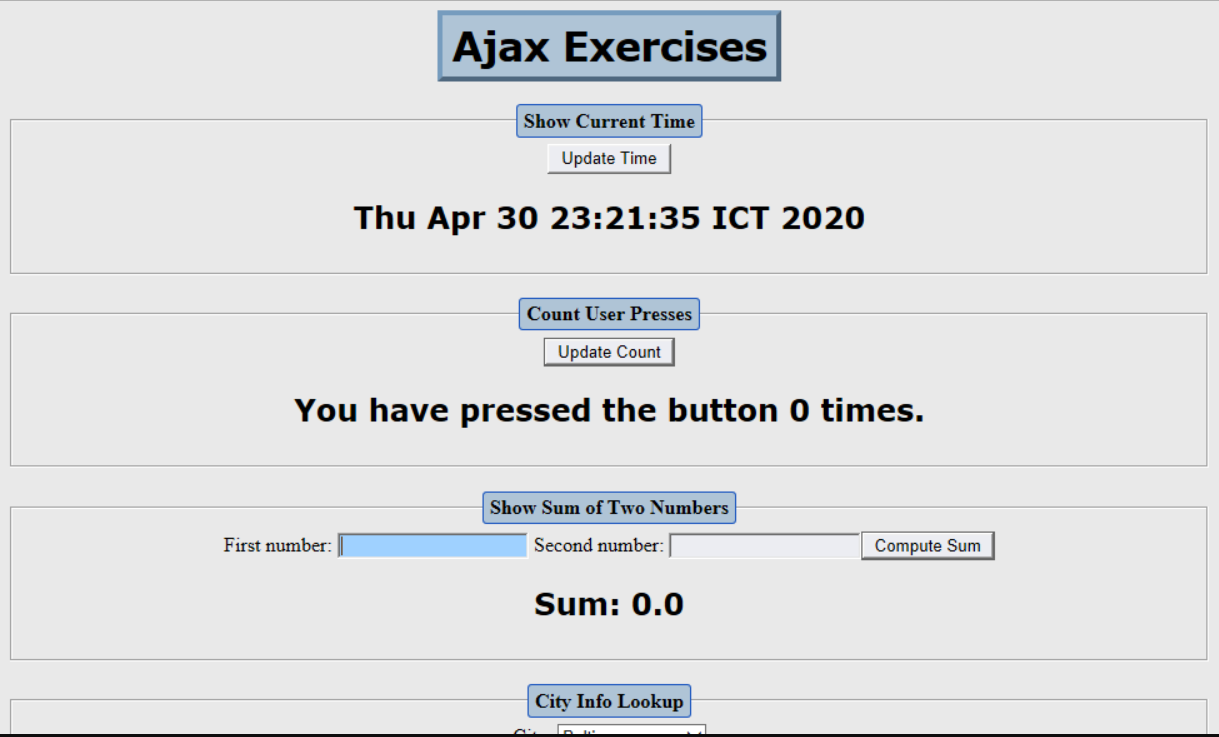 Ajax Exercises
Show Current Time
Update Time
Thu Apr 30 23:21:35 ICT 2020
Count User Presses
Update Count
You have pressed the button 0 times.
Show Sum of Two Numbers
First number: Second number: Compute Sum
Sum: 0.0
City Info Lookup